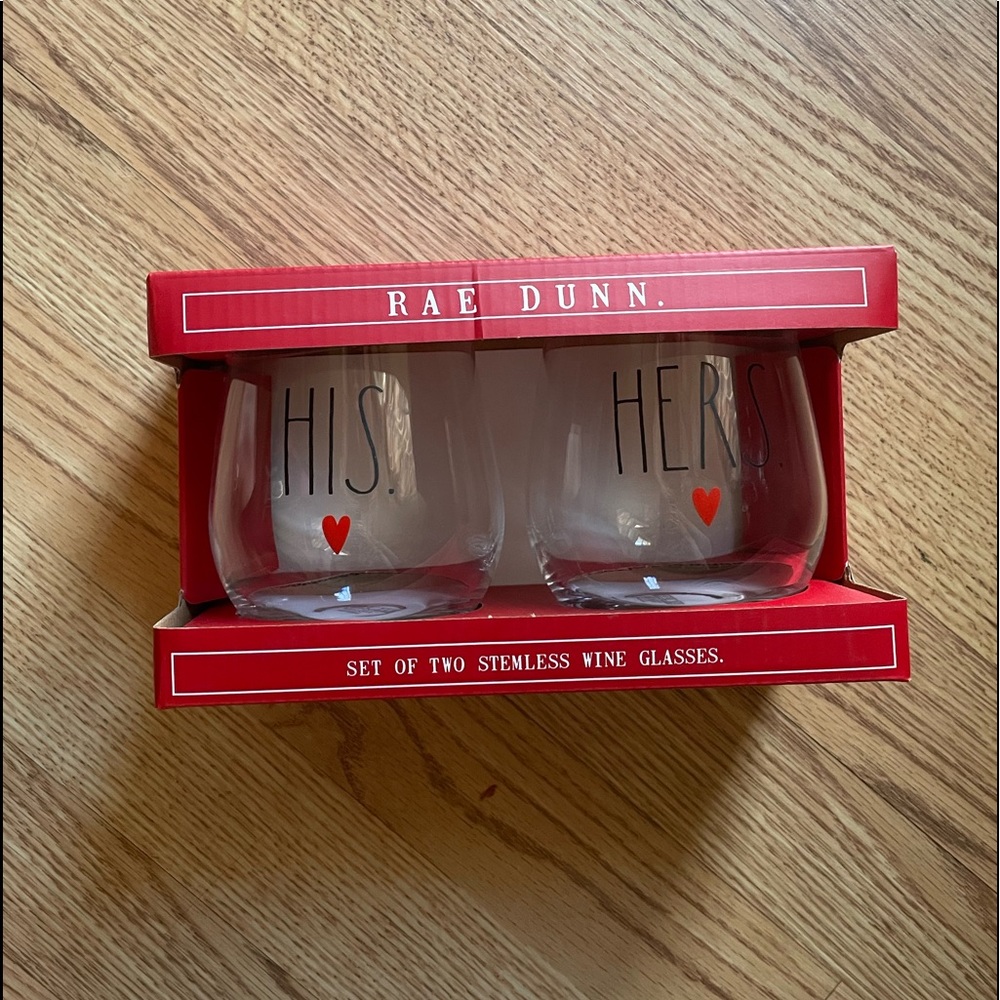 RAE DUNN.
HIS.
HERS.
SET OF TWO STEMLESS WINE GLASSES.